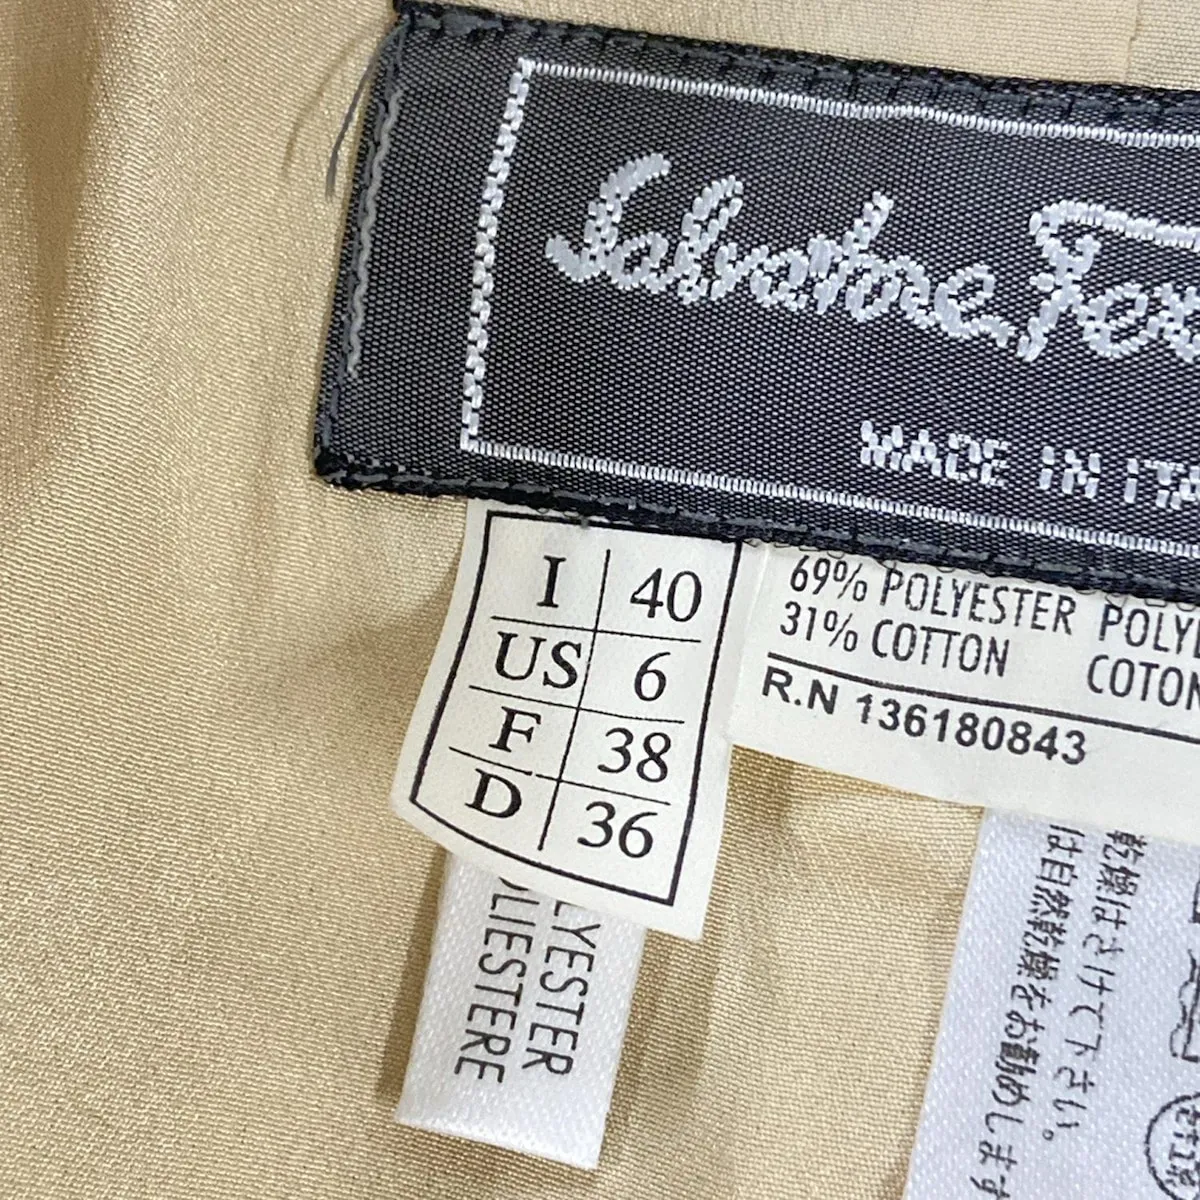 Salvatore Fer
MADE IN ITA
I 40
US 6
F 38
D 36
69% POLYESTER POLY
31% COTTON COTON
R.N 136180843
LYESTER
OLIESTERE
乾燥はさけて下さい。
は自然乾燥をお勧めします